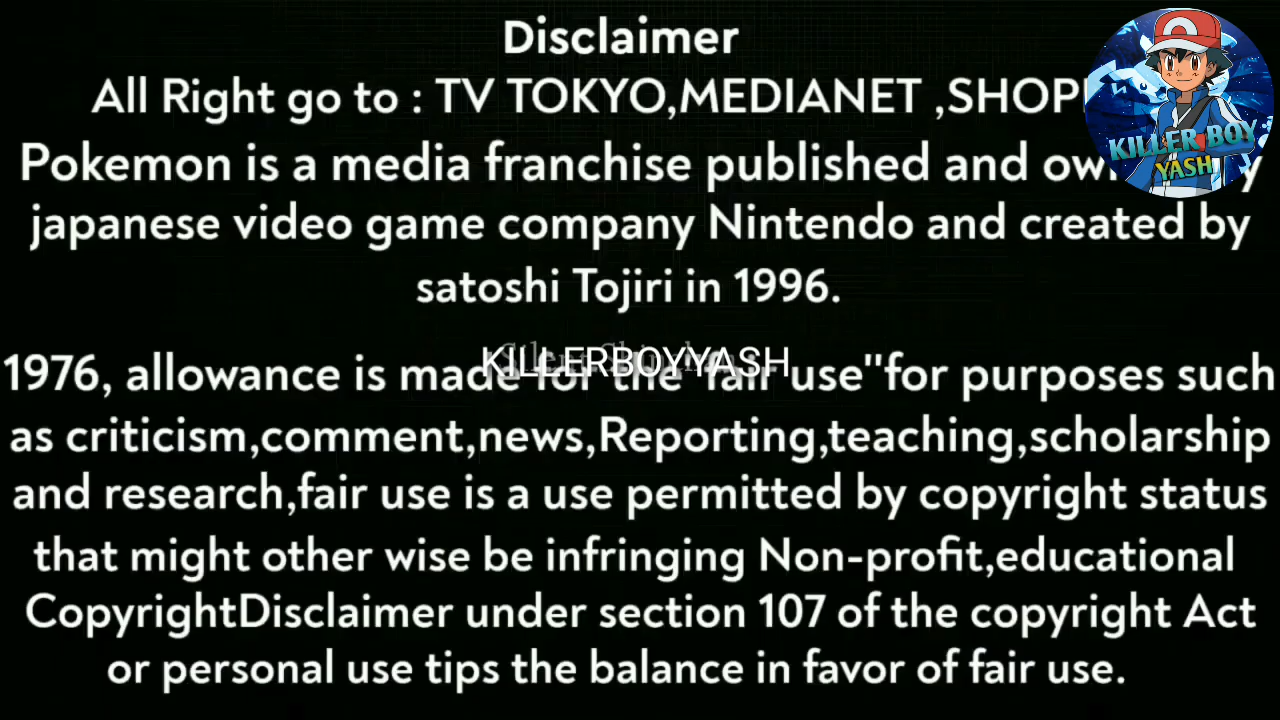 Disclaimer
All Right go to : TV TOKYO,MEDIANET ,SHOP
Pokemon is a media franchise published and
japanese video game company Nintendo and created by
satoshi Tojiri in 1996.
KILLERBOYYASH
1976, allowance is made for the "fair use"for purposes such
as criticism,comment,news,Reporting,teaching,scholarship
and research,fair use is a use permitted by copyright status
that might other wise be infringing Non-profit,educational
CopyrightDisclaimer under section 107 of the copyright Act
or personal use tips the balance in favor of fair use.
KILLER BOY
YASH